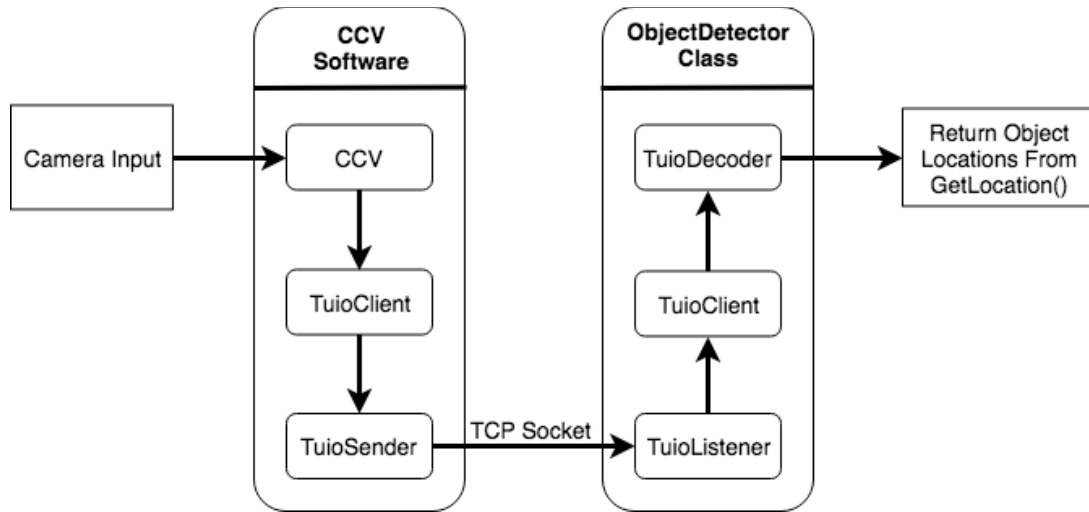 CCV
Software
ObjectDetector
Class
Camera Input
CCV
TuioClient
TuioSender
TCP Socket
TuioListener
TuioClient
TuioDecoder
Return Object
Locations From
GetLocation()